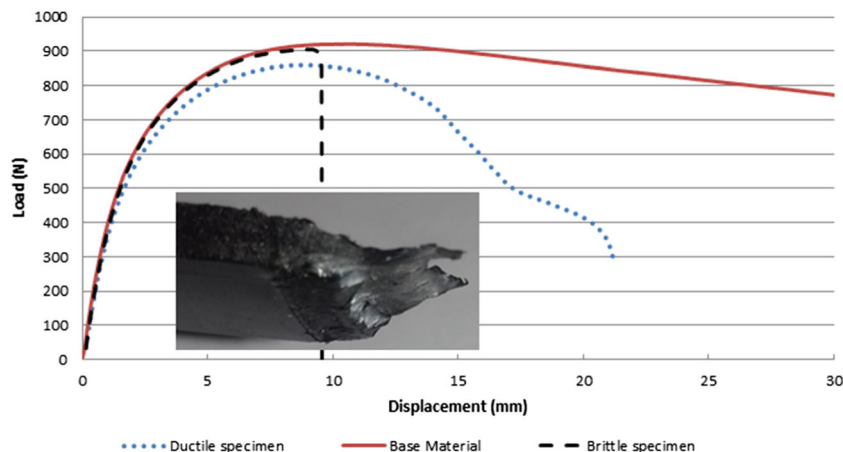 1000
900
800
700
600
500
400
300
200
100
0
Load (N)
0 5 10 15 20 25 30
Displacement (mm)
Ductile specimen Base Material Brittle specimen